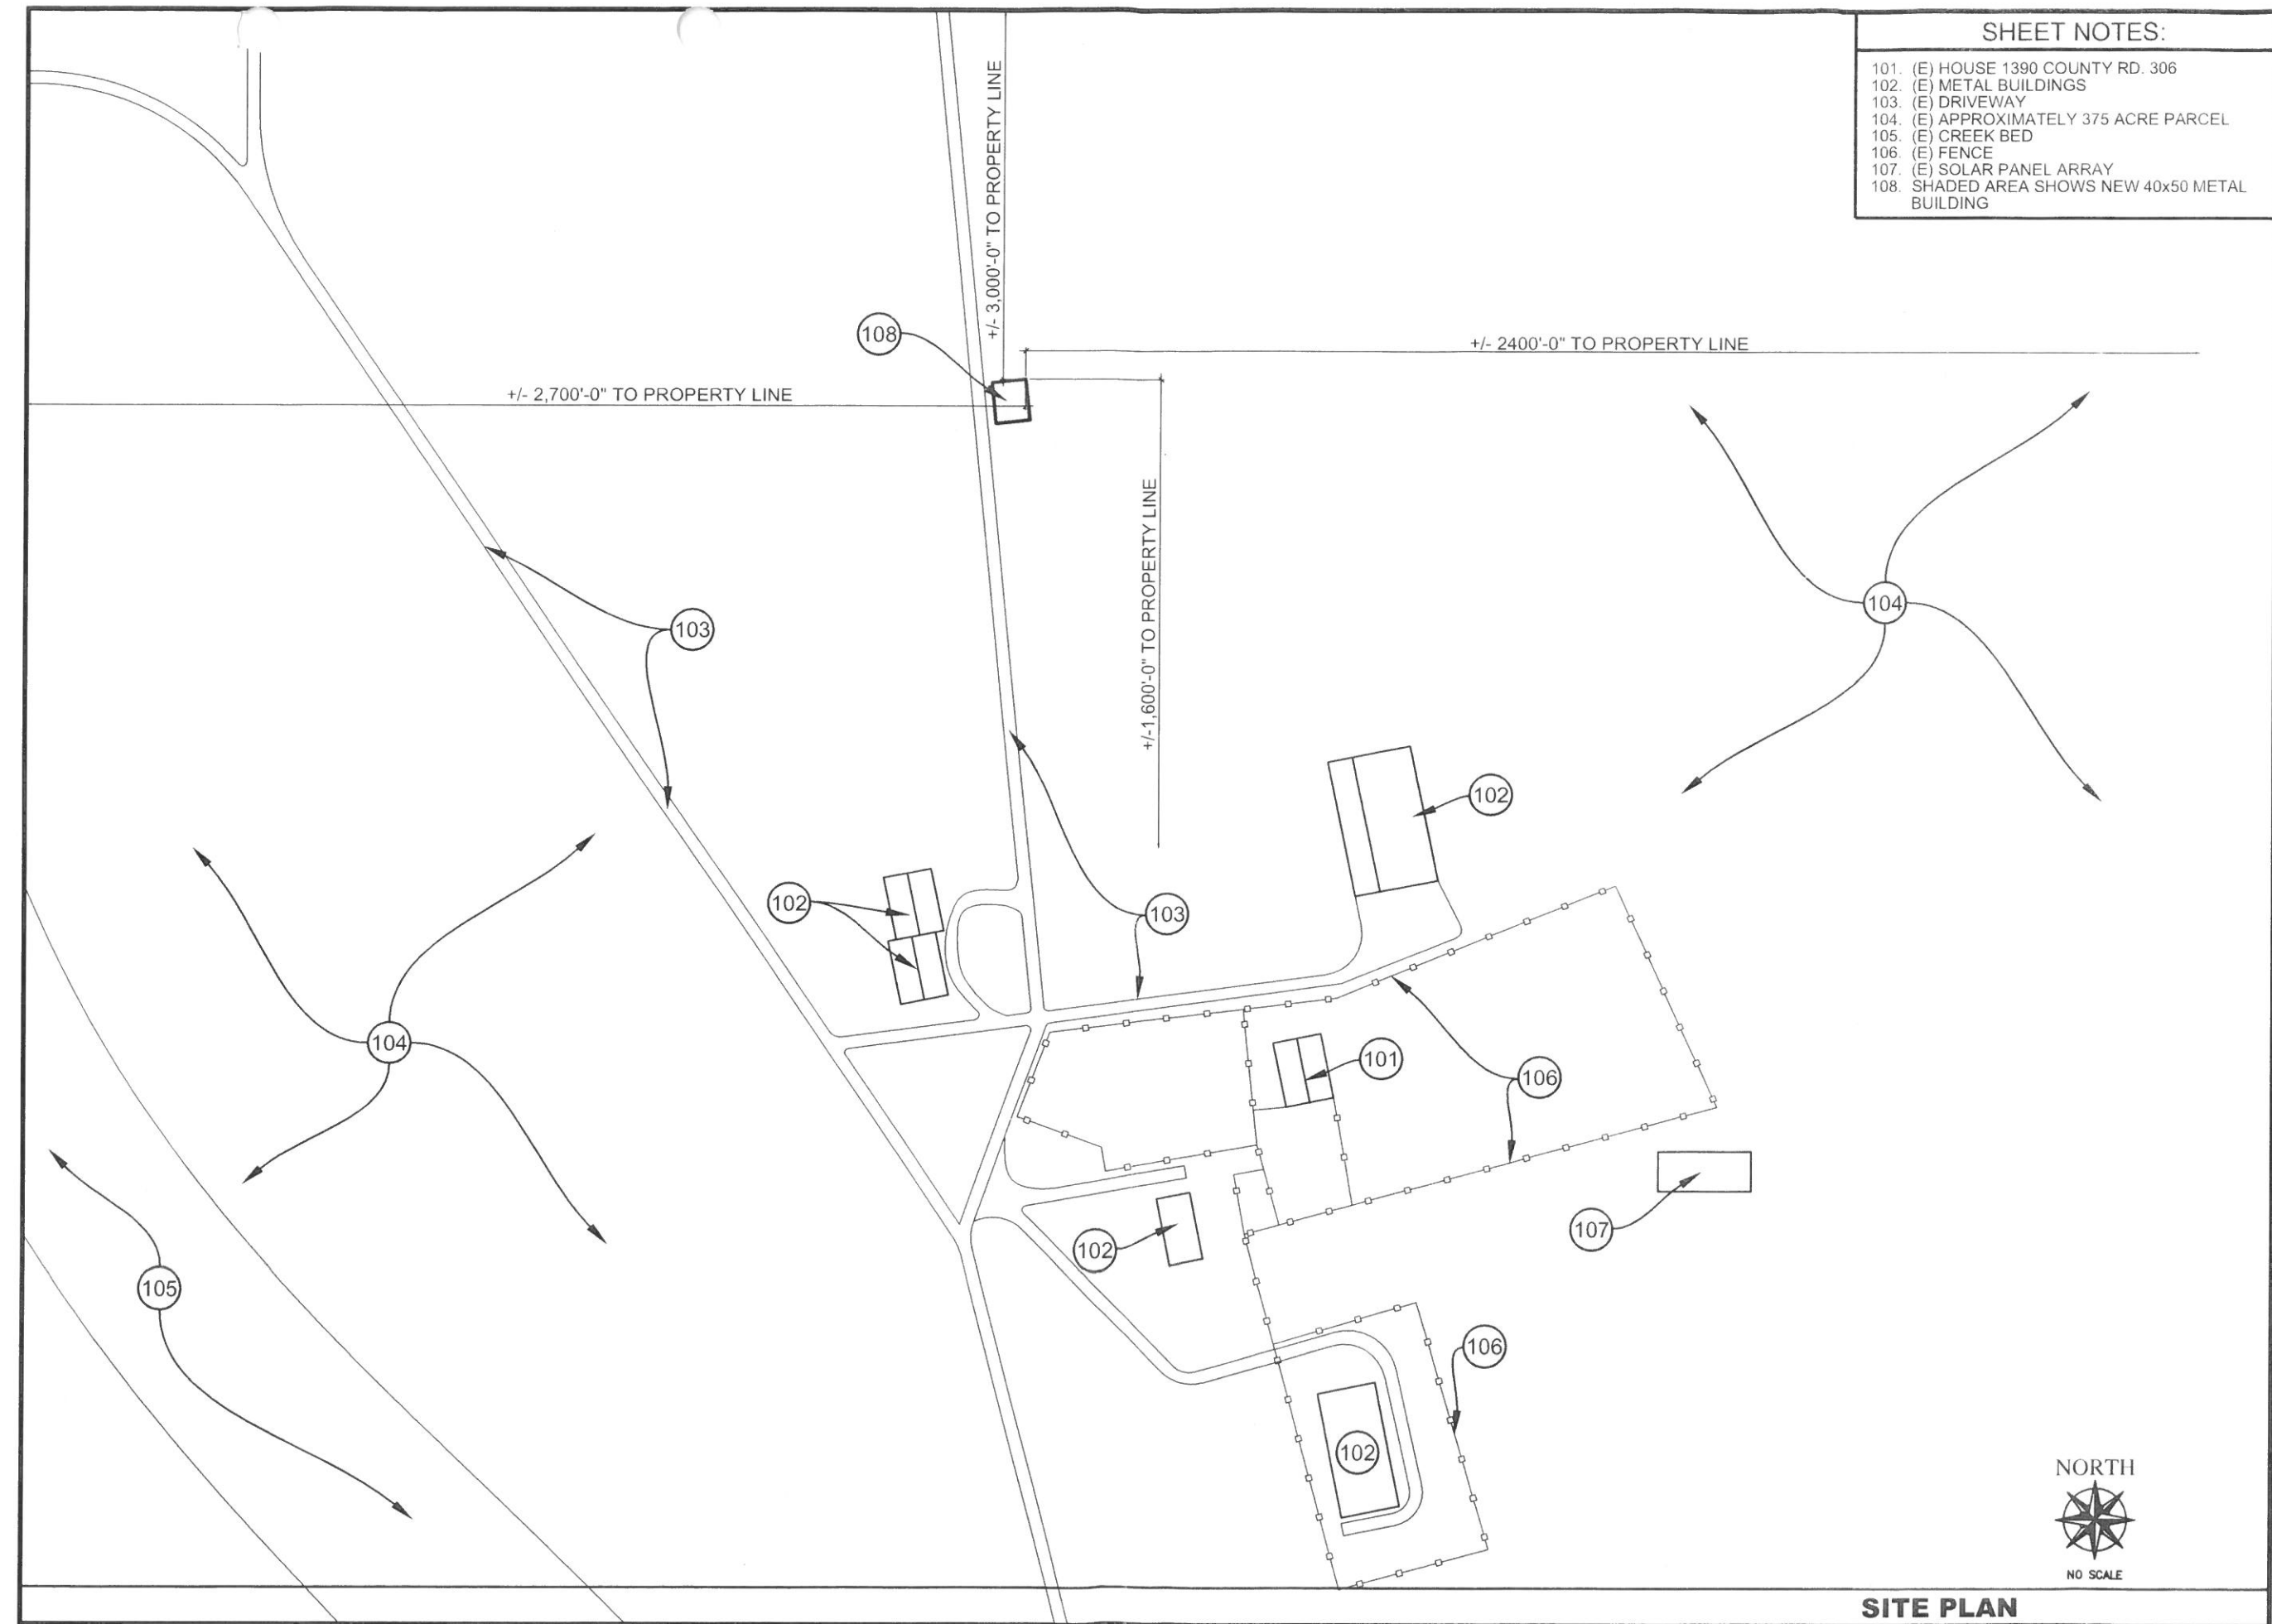 SHEET NOTES:
101. (E) HOUSE 1390 COUNTY RD. 306
102. (E) METAL BUILDINGS
103. (E) DRIVEWAY
104. (E) APPROXIMATELY 375 ACRE PARCEL
105. (E) CREEK BED
106. (E) FENCE
107. (E) SOLAR PANEL ARRAY
108. SHADED AREA SHOWS NEW 40x50 METAL
BUILDING
+/- 3,000'-0" TO PROPERTY LINE
108
+/- 2400'-0" TO PROPERTY LINE
+/- 2,700'-0" TO PROPERTY LINE
+/-1,600'-0" TO PROPERTY LINE
104
103
102
102
103
104
101
106
107
102
105
106
102
NORTH
NO SCALE
SITE PLAN